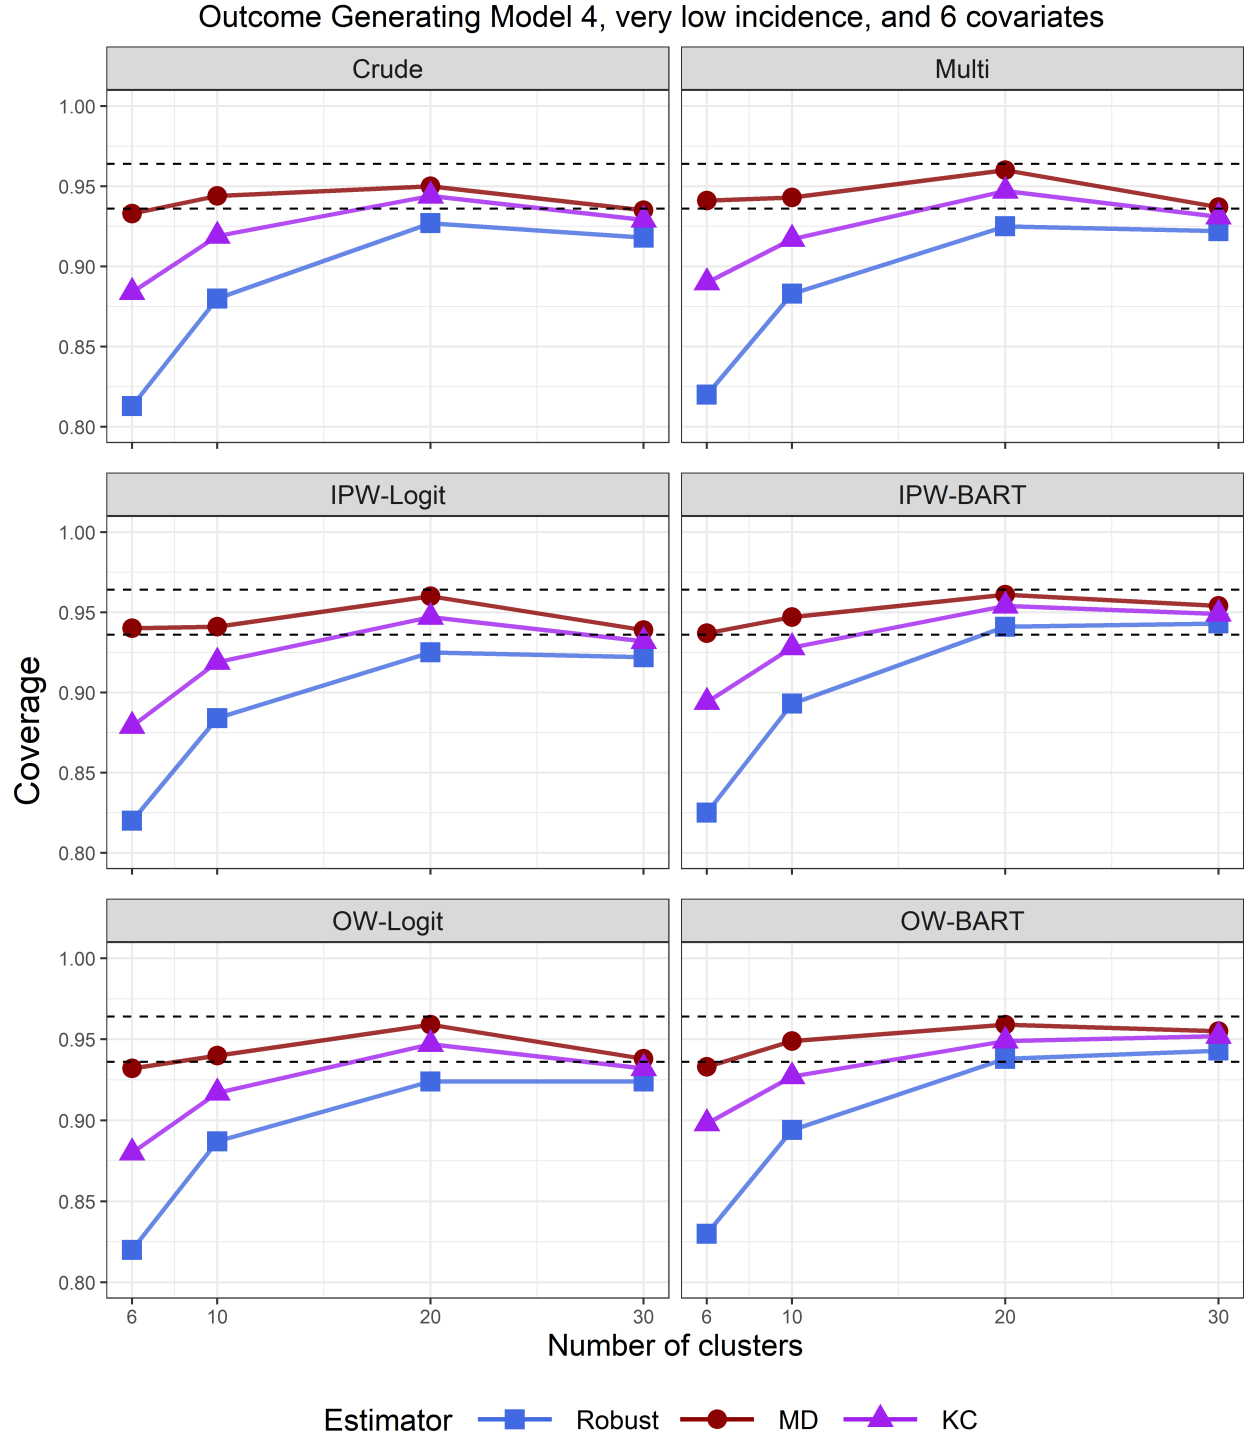 Outcome Generating Model 4, very low incidence, and 6 covariates
Crude
Multi
1.00
0.95
0.90
0.85
0.80
IPW-Logit
IPW-BART
1.00
0.95
0.90
0.85
0.80
Coverage
OW-Logit
OW-BART
1.00
0.95
0.90
0.85
0.80
6 10 20 30
6 10 20 30
Number of clusters
Estimator Robust MD KC